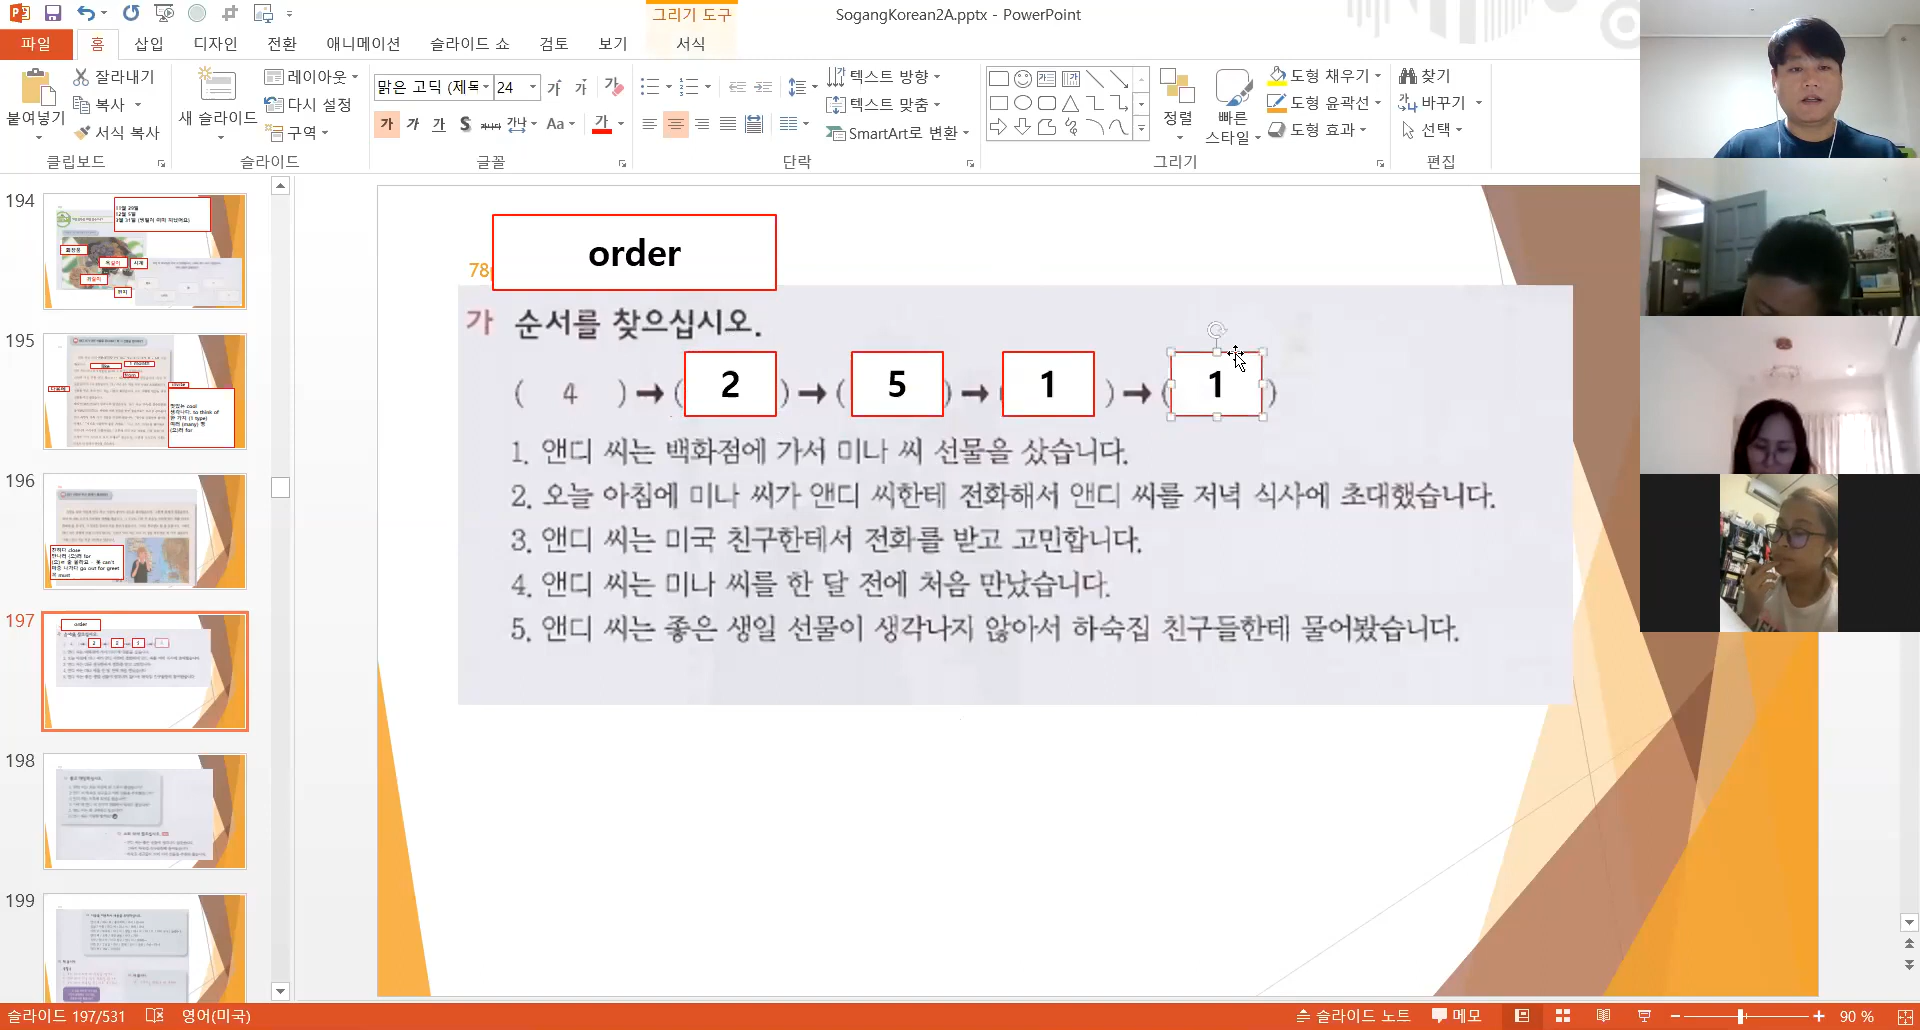 그리기 도구
SogangKorean2A.pptx - PowerPoint
파일 홈 삽입 디자인 전환 애니메이션 슬라이드 쇼 검토 보기 서식
붙여넣기
잘라내기
복사
서식 복사
클립보드
새 슬라이드
레이아웃
다시 설정
구역
슬라이드
맑은 고딕 (제목 24
가 가 가 S 가나다 간낫 Aa 가
글꼴
텍스트 방향
텍스트 맞춤
SmartArt로 변환
단락
정렬
빠른 스타일
도형 채우기
도형 윤곽선
도형 효과
그리기
찾기
바꾸기
선택
편집
194
195
196
197
198
199
order
78
가 순서를 찾으십시오.
( 4 ) → ( 2 ) → ( 5 ) → ( 1 ) → ( 1 )
1. 앤디 씨는 백화점에 가서 미나 씨 선물을 샀습니다.
2. 오늘 아침에 미나 씨가 앤디 씨한테 전화해서 앤디 씨를 저녁 식사에 초대했습니다.
3. 앤디 씨는 미국 친구한테서 전화를 받고 고민합니다.
4. 앤디 씨는 미나 씨를 한 달 전에 처음 만났습니다.
5. 앤디 씨는 좋은 생일 선물이 생각나지 않아서 하숙집 친구들한테 물어봤습니다.
슬라이드 197/531 영어(미국) 슬라이드 노트 메모 90 %